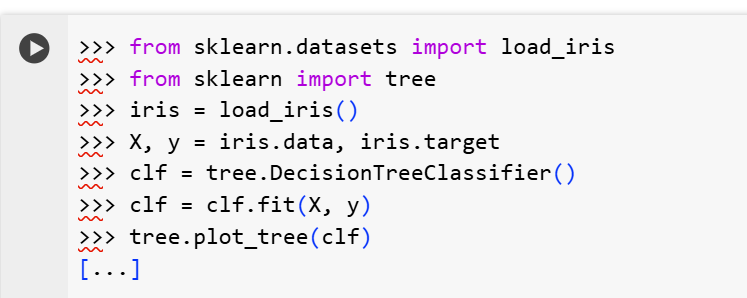 >>> from sklearn.datasets import load_iris
>>> from sklearn import tree
>>> iris = load_iris()
>>> X, y = iris.data, iris.target
>>> clf = tree.DecisionTreeClassifier()
>>> clf = clf.fit(X, y)
>>> tree.plot_tree(clf)
[...]